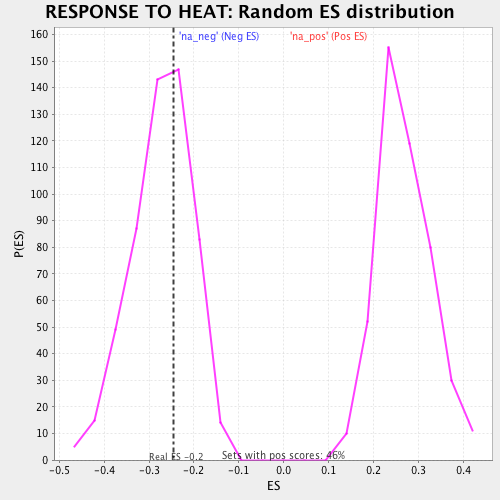 RESPONSE TO HEAT: Random ES distribution
'na_neg' (Neg ES)
'na_pos' (Pos ES)
160
150
140
130
120
110
100
90
80
70
60
50
40
30
20
10
0
P(ES)
Real ES -0.2
Sets with pos scores: 46%
-0.5 -0.4 -0.3 -0.2 -0.1 0.0 0.1 0.2 0.3 0.4
ES